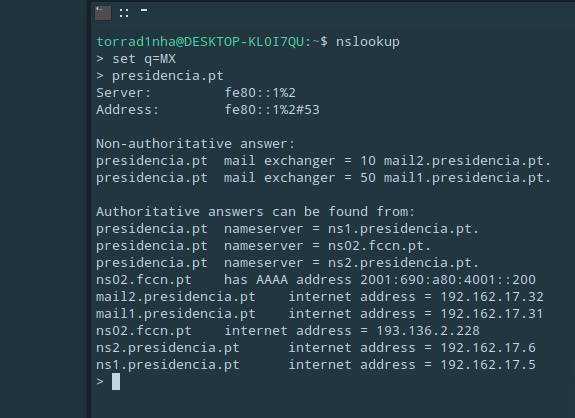 torrad1nha@DESKTOP-KL0I7QU:~$ nslookup
> set q=MX
> presidencia.pt
Server: fe80::1%2
Address: fe80::1%2#53
Non-authoritative answer:
presidencia.pt mail exchanger = 10 mail2.presidencia.pt.
presidencia.pt mail exchanger = 50 mail1.presidencia.pt.
Authoritative answers can be found from:
presidencia.pt nameserver = ns1.presidencia.pt.
presidencia.pt nameserver = ns02.fccn.pt.
presidencia.pt nameserver = ns2.presidencia.pt.
ns02.fccn.pt has AAAA address 2001:690:a80:4001::200
mail2.presidencia.pt internet address = 192.162.17.32
mail1.presidencia.pt internet address = 192.162.17.31
ns02.fccn.pt internet address = 193.136.2.228
ns2.presidencia.pt internet address = 192.162.17.6
ns1.presidencia.pt internet address = 192.162.17.5
>